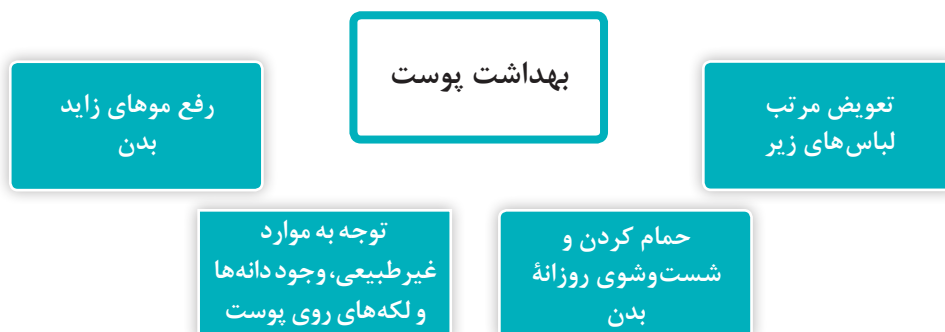 بهداشت پوست
تعویض مرتب
لباس‌های زیر
رفع موهای زاید
بدن
حمام کردن و
شست‌وشوی روزانهٔ
بدن
توجه به موارد
غیرطبیعی، وجود دانه‌ها
و لکه‌های روی پوست